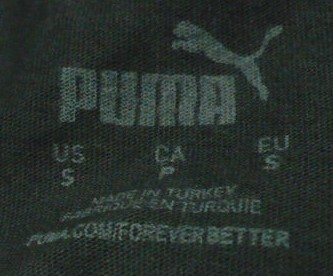 PUMA
US CA EU
S P S
MADE IN TURKEY
FABRIQUE EN TURQUIE
PUMA.COM/FOREVERBETTER